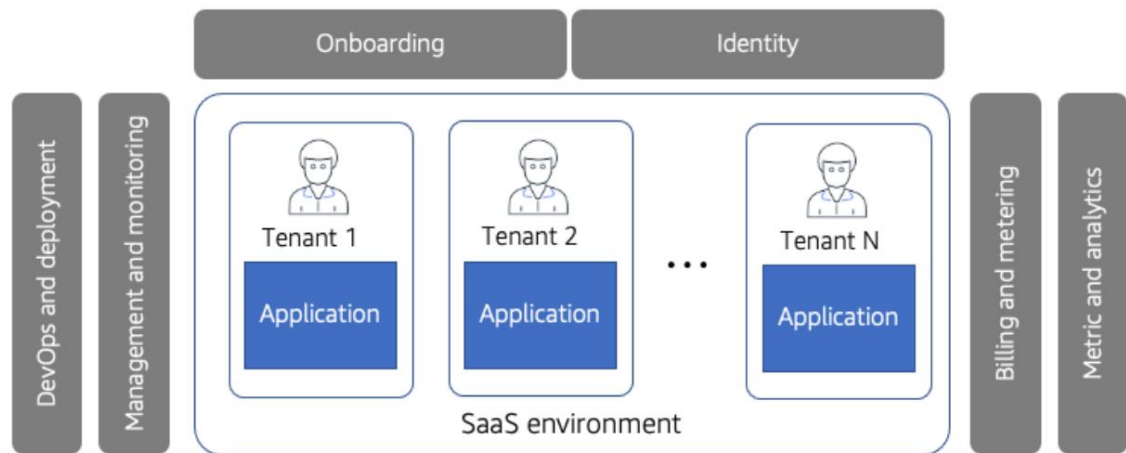 Onboarding
Identity
DevOps and deployment
Management and monitoring
Tenant 1
Tenant 2
Tenant N
Application
Application
...
Application
SaaS environment
Billing and metering
Metric and analytics